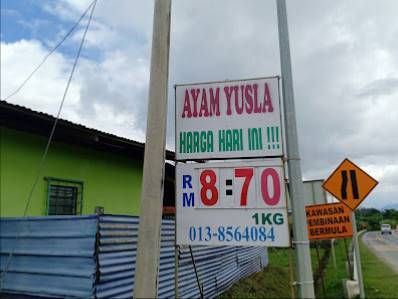 AYAM YUSLA
HARGA HARI INI !!!
RM 8:70
1KG
013-8564084
KAWASAN
PEMBINAAN
BERMULA